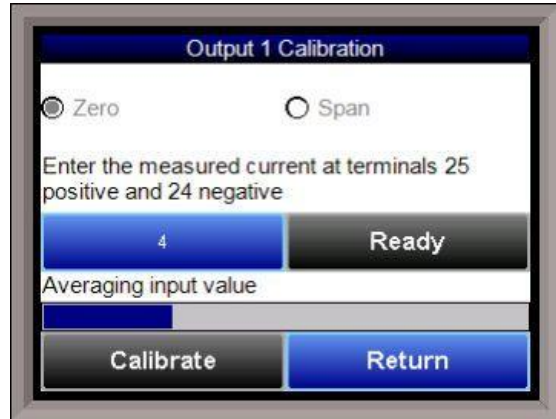 Output 1 Calibration
Zero
Span
Enter the measured current at terminals 25
positive and 24 negative
4
Ready
Averaging input value
Calibrate
Return